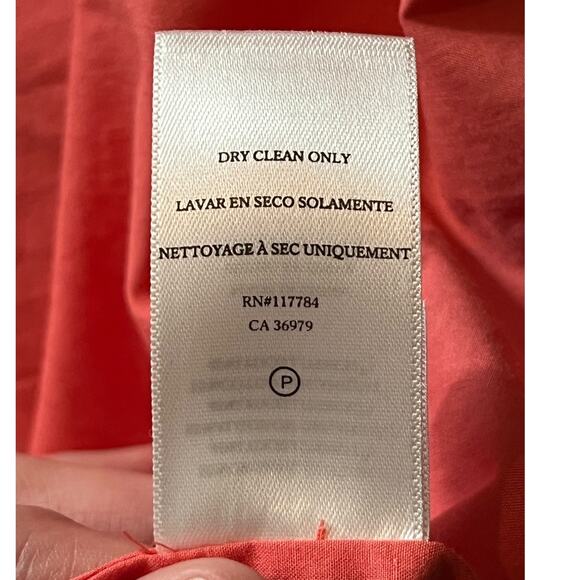 DRY CLEAN ONLY
LAVAR EN SECO SOLAMENTE
NETTOYAGE À SEC UNIQUEMENT
RN#117784
CA 36979
P